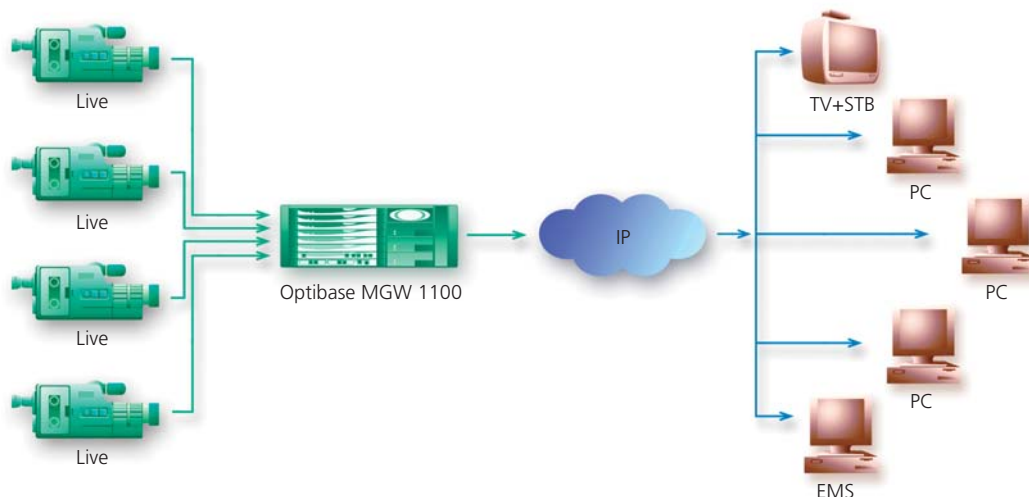 Live
Live
Live
Live
Optibase MGW 1100
IP
TV+STB
PC
PC
PC
EMS